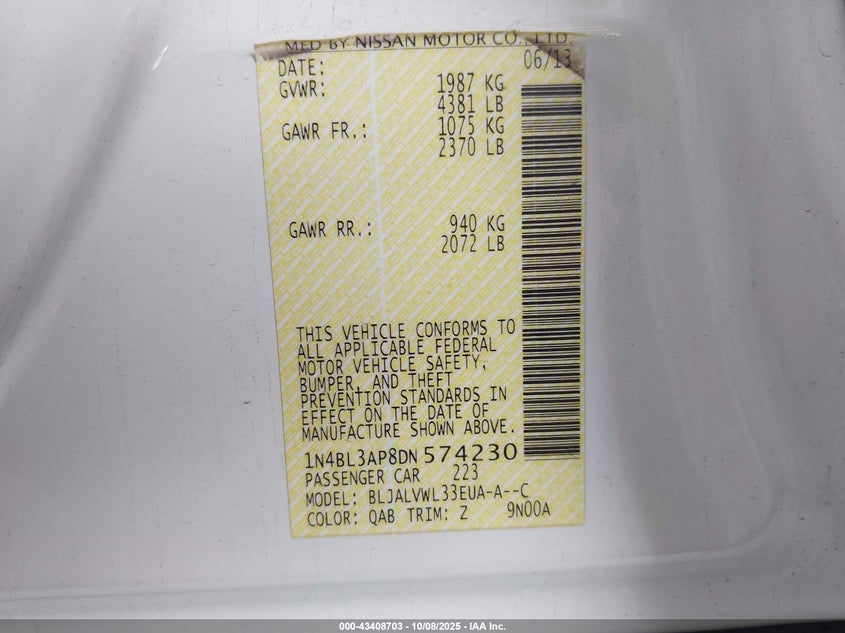 MFD BY NISSAN MOTOR CO., LTD.
DATE: 06/13
GVWR: 1987 KG
4381 LB
GAWR FR.: 1075 KG
2370 LB
GAWR RR.: 940 KG
2072 LB
THIS VEHICLE CONFORMS TO
ALL APPLICABLE FEDERAL
MOTOR VEHICLE SAFETY,
BUMPER, AND THEFT
PREVENTION STANDARDS IN
EFFECT ON THE DATE OF
MANUFACTURE SHOWN ABOVE.
1N4BL3AP8DN 574230
PASSENGER CAR 223
MODEL: BLJALVWL33EUA-A--C
COLOR: QAB TRIM: Z 9N00A
000-43408703 - 10/08/2025 - IAA Inc.